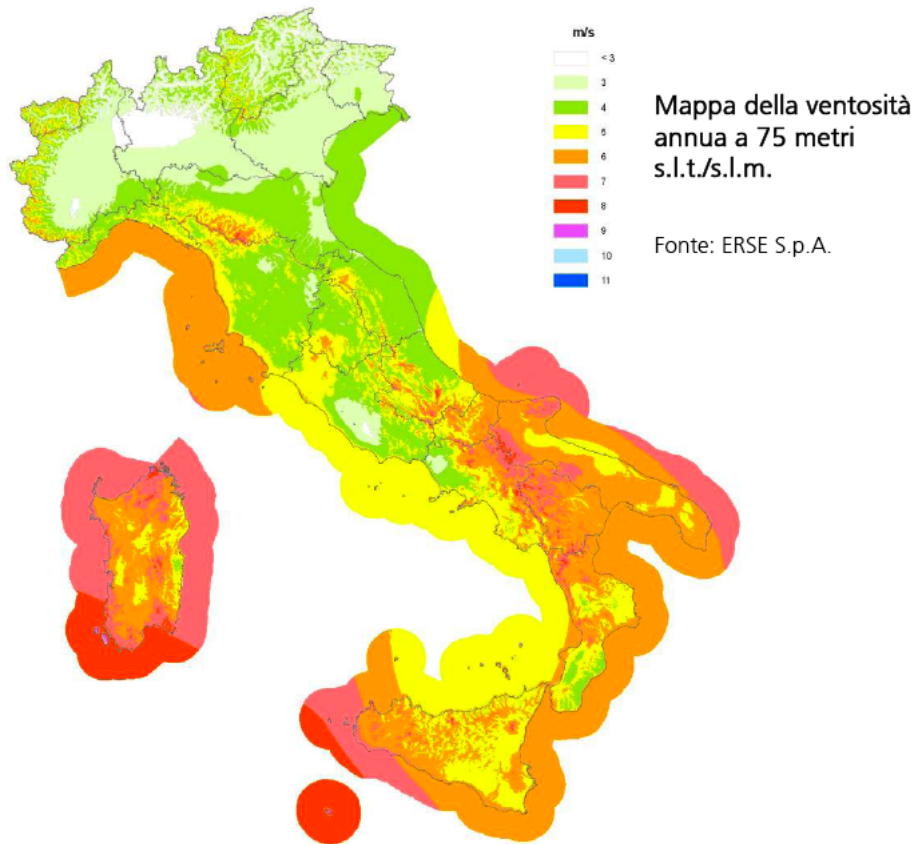 m/s
< 3
3
4
5
6
7
8
9
10
11
Mappa della ventosità
annua a 75 metri
s.l.t./s.l.m.
Fonte: ERSE S.p.A.